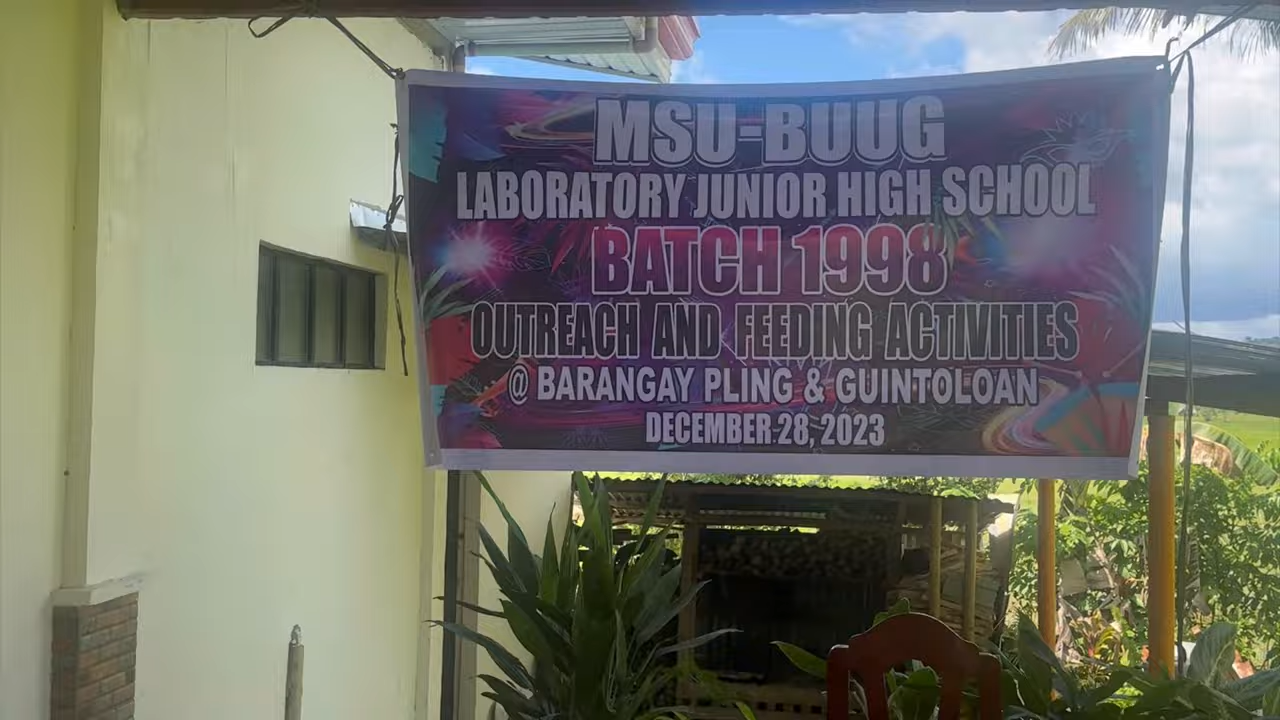 MSU-BUUG
LABORATORY JUNIOR HIGH SCHOOL
BATCH 1998
OUTREACH AND FEEDING ACTIVITIES
@ BARANGAY PLING & GUINTOLOAN
DECEMBER 28, 2023